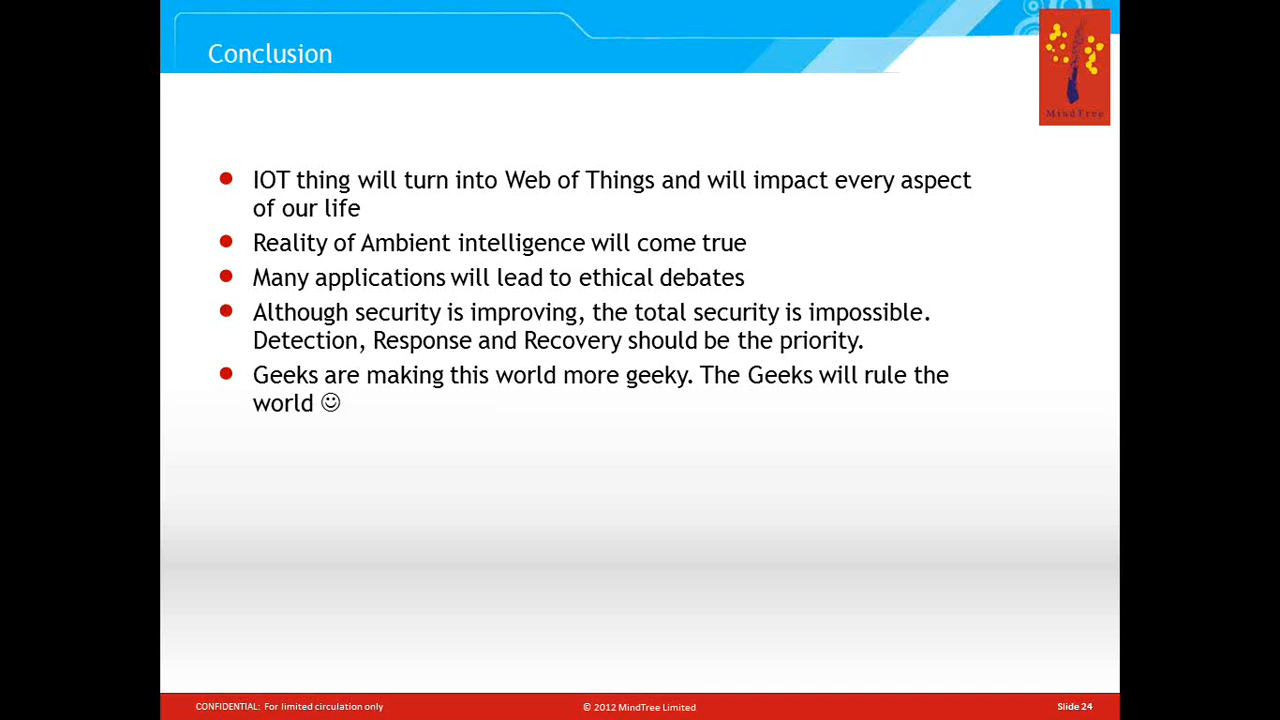 Conclusion
MindTree
IOT thing will turn into Web of Things and will impact every aspect
of our life
Reality of Ambient intelligence will come true
Many applications will lead to ethical debates
Although security is improving, the total security is impossible.
Detection, Response and Recovery should be the priority.
Geeks are making this world more geeky. The Geeks will rule the
world ☺
CONFIDENTIAL: For limited circulation only
© 2012 MindTree Limited
Slide 24